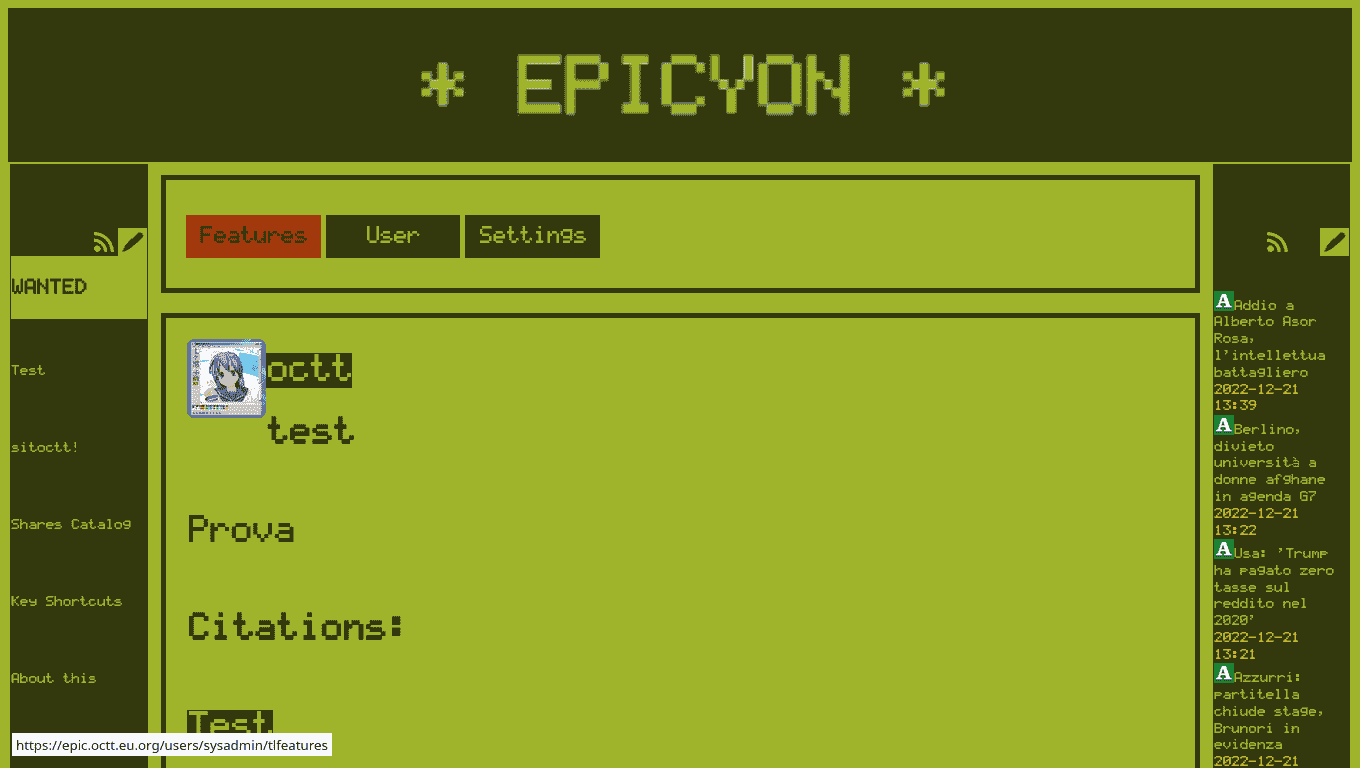 * EPICYON *
WANTED
Test
sitoctt!
Shares Catalog
Key Shortcuts
About this
Features User Settings
octt
test
Prova
Citations:
Test
A Addio a
Alberto Asor
Rosa,
l'intellettua
battagliero
2022-12-21
13:39
A Berlino,
divieto
università a
donne afghane
in agenda G7
2022-12-21
13:22
A Usa: 'Trump
ha pagato zero
tasse sul
reddito nel
2020'
2022-12-21
13:21
A Azzurri:
partitella
chiude stage,
Brunori in
evidenza
2022-12-21
https://epic.octt.eu.org/users/sysadmin/tlfeatures